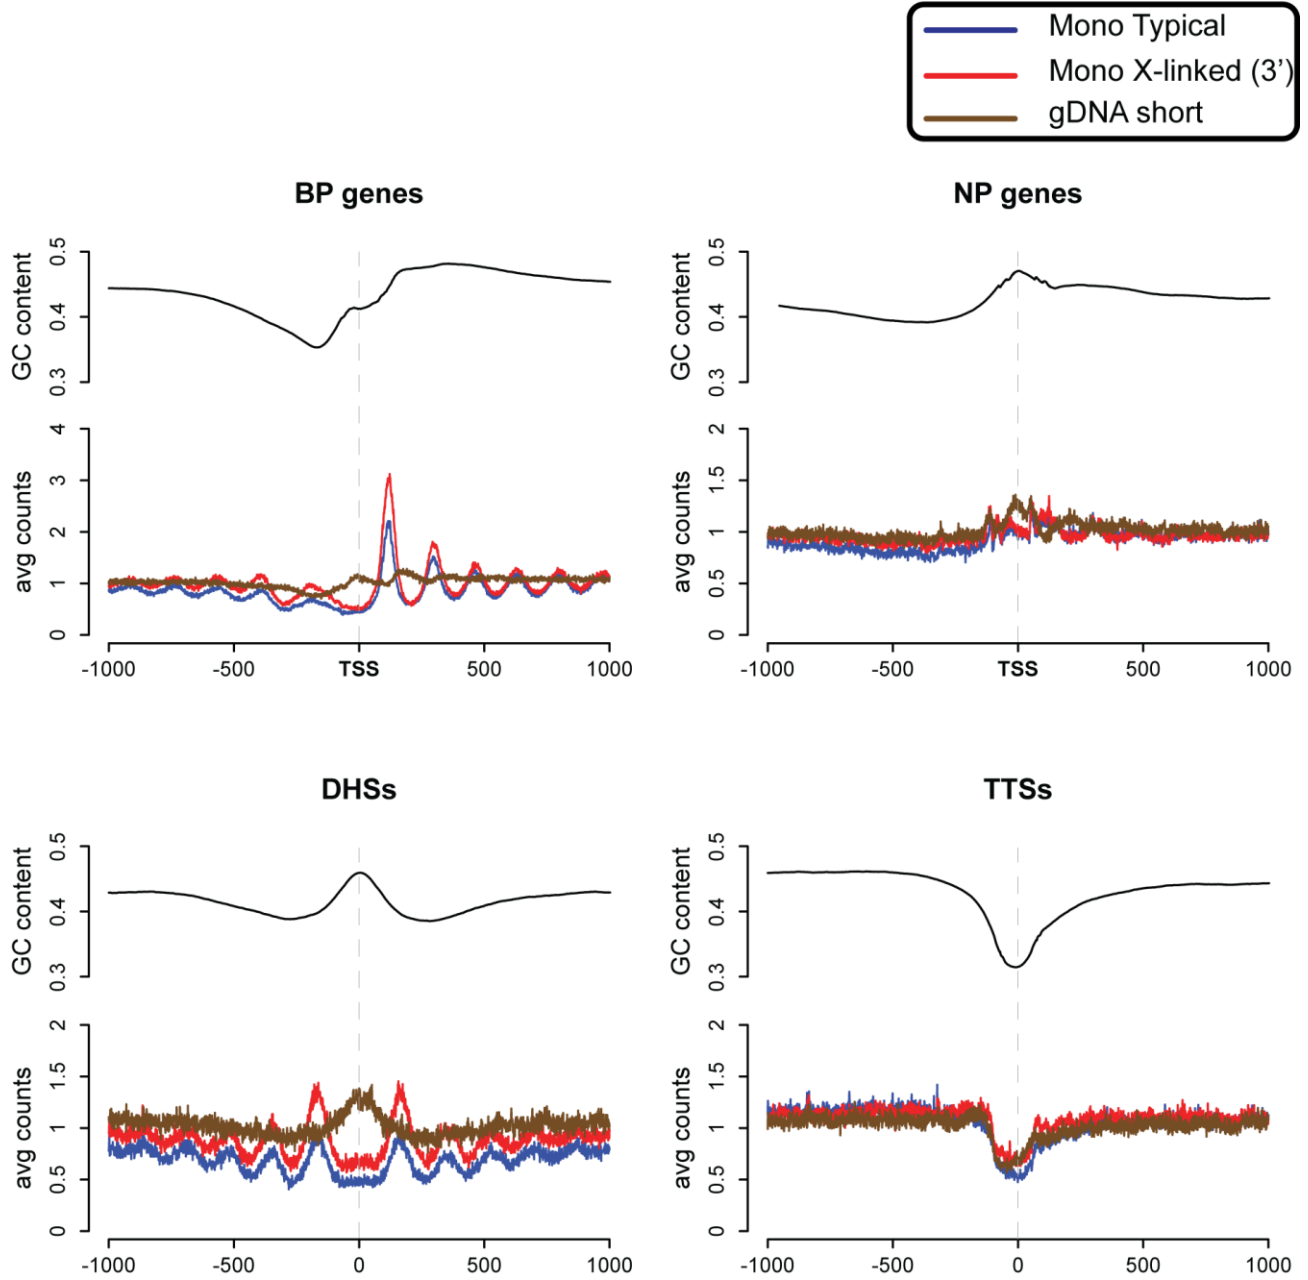 Mono Typical
Mono X-linked (3')
gDNA short
BP genes
GC content
0.5
0.4
0.3
avg counts
4
3
2
1
0
-1000 -500 TSS 500 1000
NP genes
GC content
0.5
0.4
0.3
avg counts
2
1.5
1
0.5
0
-1000 -500 TSS 500 1000
DHSs
GC content
0.5
0.4
0.3
avg counts
2
1.5
1
0.5
0
-1000 -500 0 500 1000
TTSs
GC content
0.5
0.4
0.3
avg counts
2
1.5
1
0.5
0
-1000 -500 0 500 1000